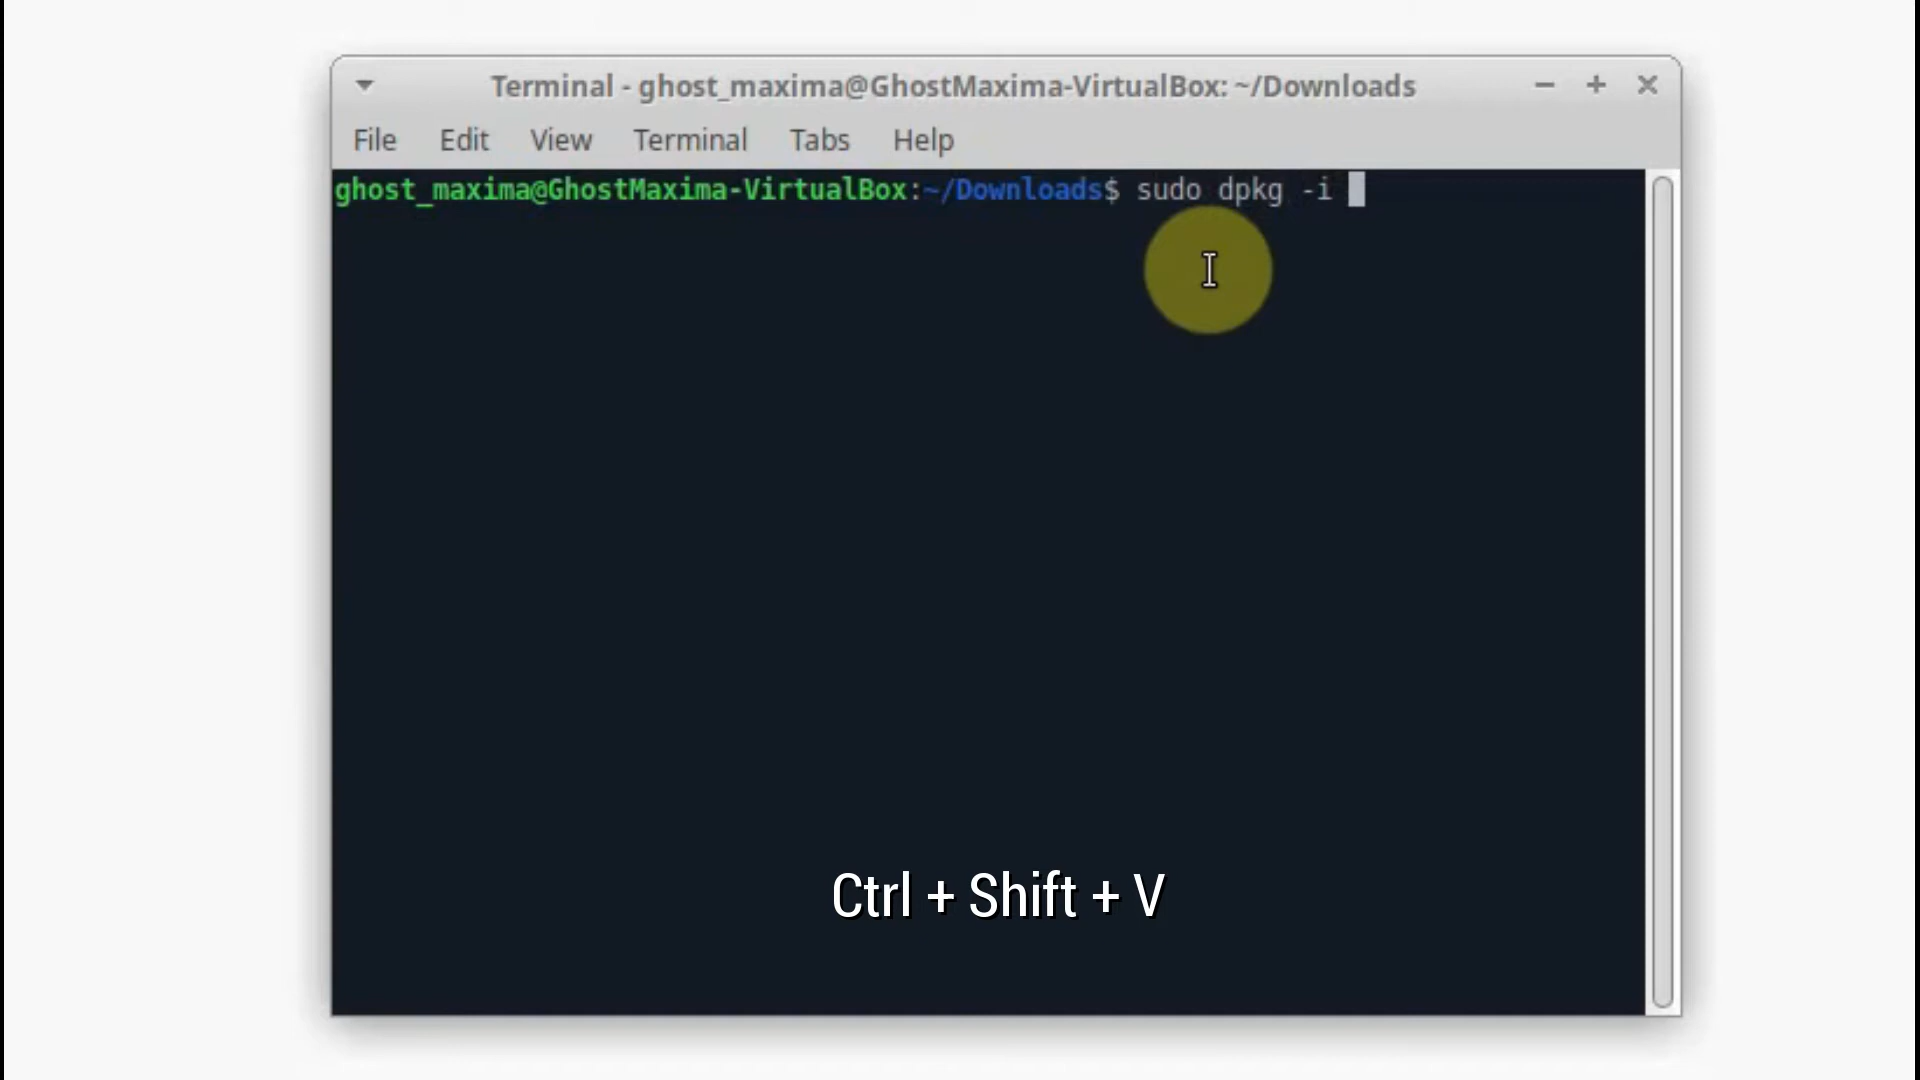 Terminal - ghost_maxima@GhostMaxima-VirtualBox: ~/Downloads
File Edit View Terminal Tabs Help
ghost_maxima@GhostMaxima-VirtualBox:~/Downloads$ sudo dpkg -i
Ctrl + Shift + V